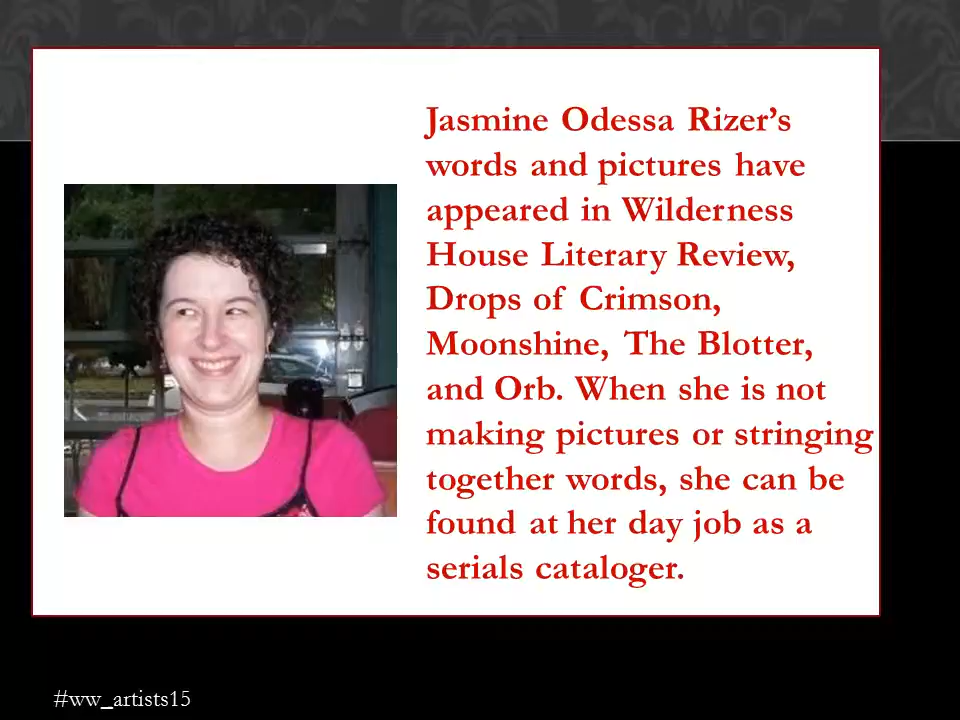 Jasmine Odessa Rizer’s
words and pictures have
appeared in Wilderness
House Literary Review,
Drops of Crimson,
Moonshine, The Blotter,
and Orb. When she is not
making pictures or stringing
together words, she can be
found at her day job as a
serials cataloger.
#ww_artists15